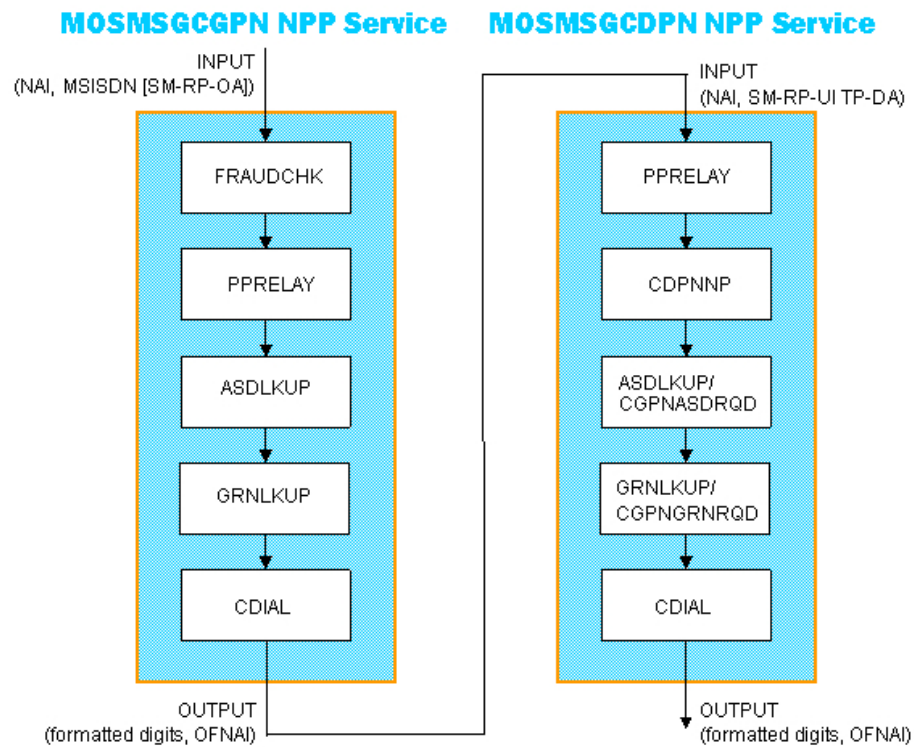 MOSMSGCGPN NPP Service
INPUT
(NAI, MSISDN [SM-RP-OA])
FRAUDCHK
PPRELAY
ASDLKUP
GRNLKUP
CDIAL
OUTPUT
(formatted digits, OFNAI)
MOSMSGCDPN NPP Service
INPUT
(NAI, SM-RP-UI TP-DA)
PPRELAY
CDPNNP
ASDLKUP/
CGPNASDRQD
GRNLKUP/
CGPNGRNRQD
CDIAL
OUTPUT
(formatted digits, OFNAI)